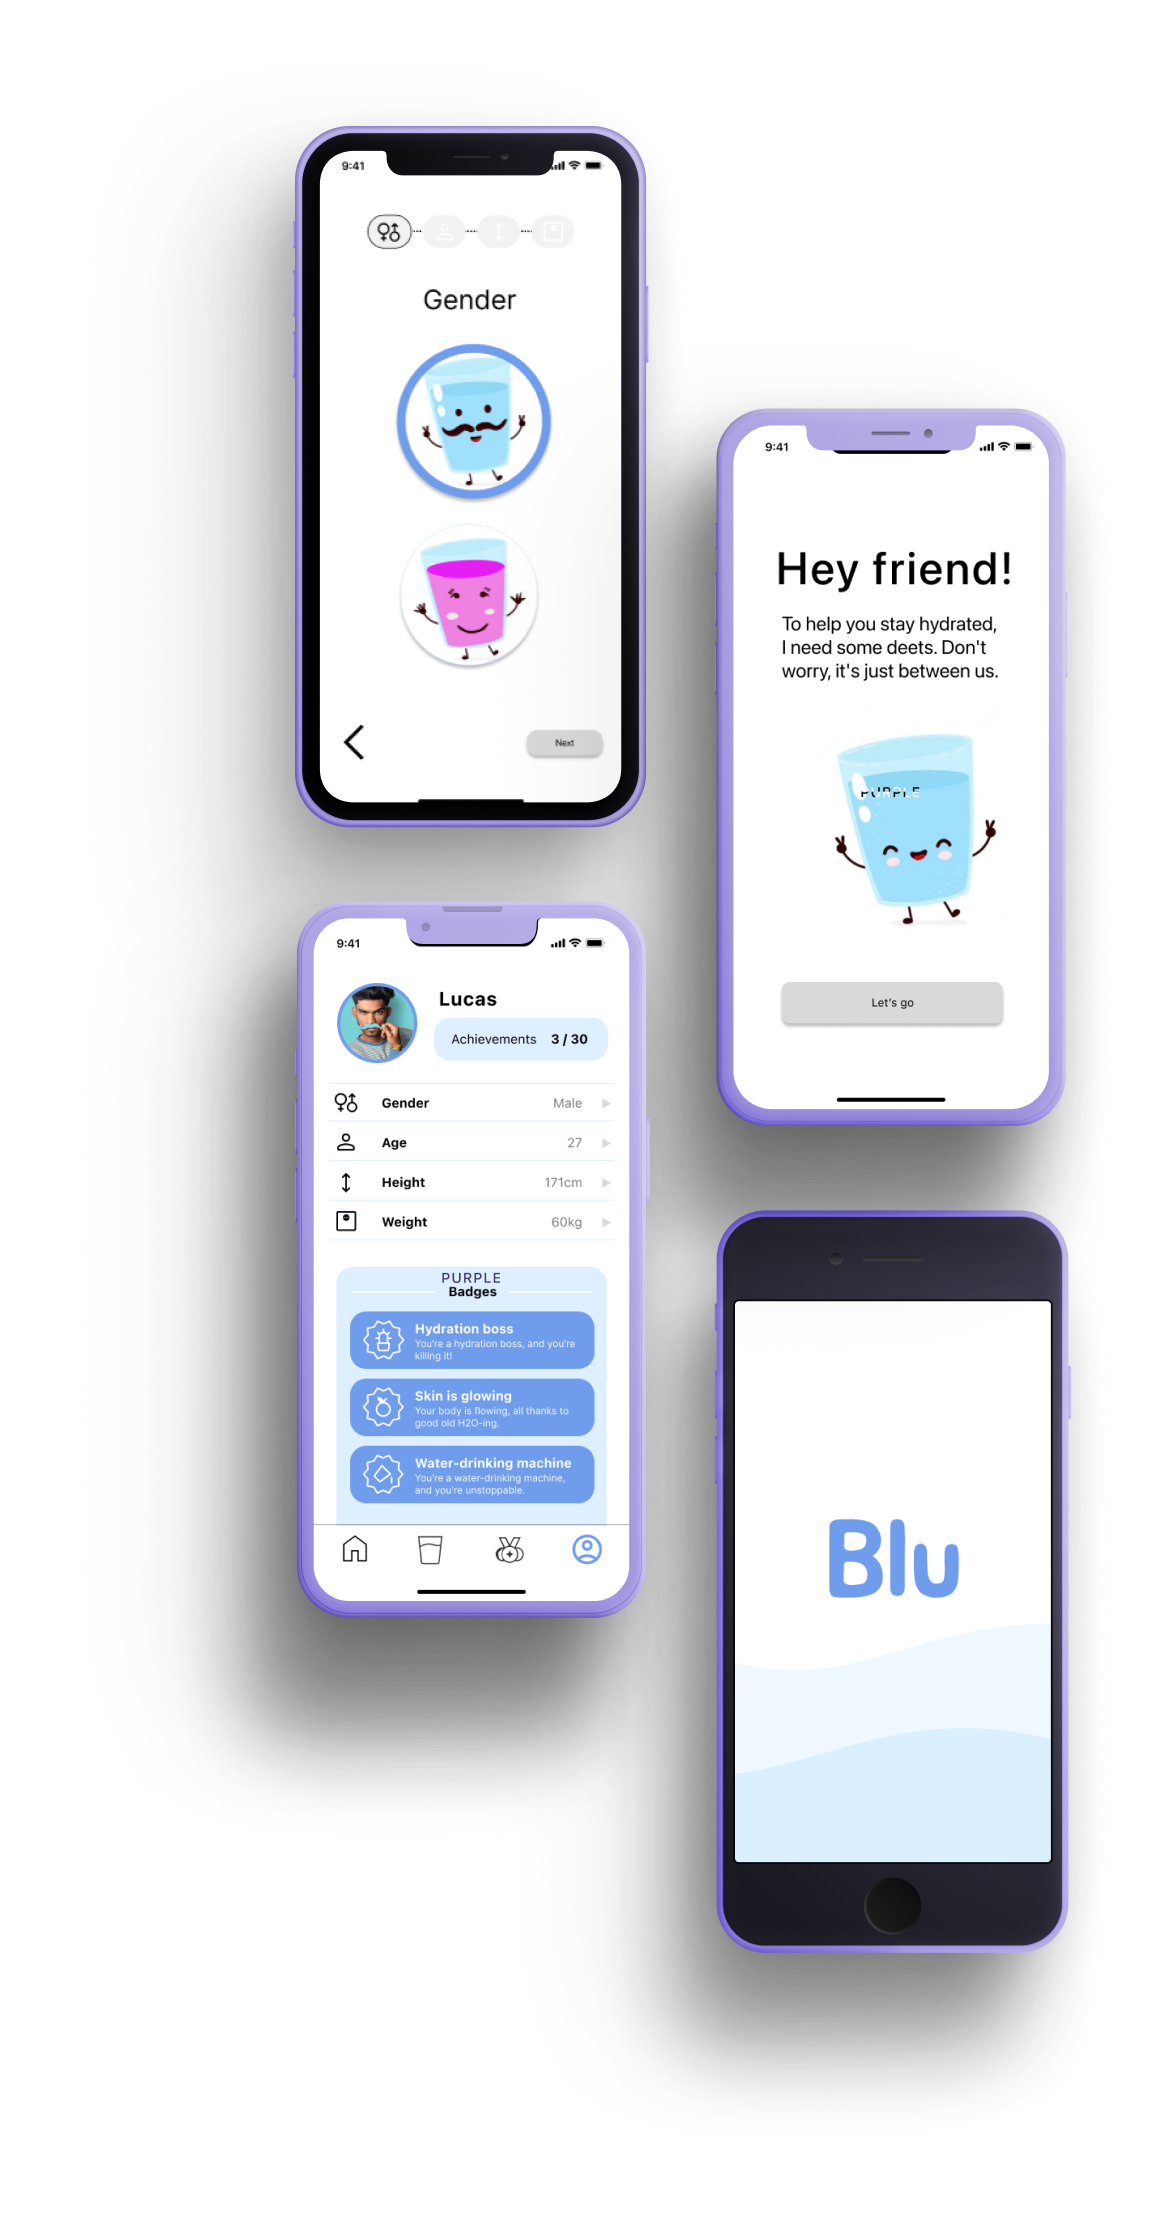 9:41
Gender
Next
9:41
Hey friend!
To help you stay hydrated,
I need some deets. Don't
worry, it's just between us.
PURPLE
Let's go
9:41
Lucas
Achievements 3 / 30
Gender Male
Age 27
Height 171cm
Weight 60kg
PURPLE
Badges
Hydration boss
You're a hydration boss, and you're
killing it!
Skin is glowing
Your body is flowing, all thanks to
good old H2O-ing.
Water-drinking machine
You're a water-drinking machine,
and you're unstoppable.
Blu